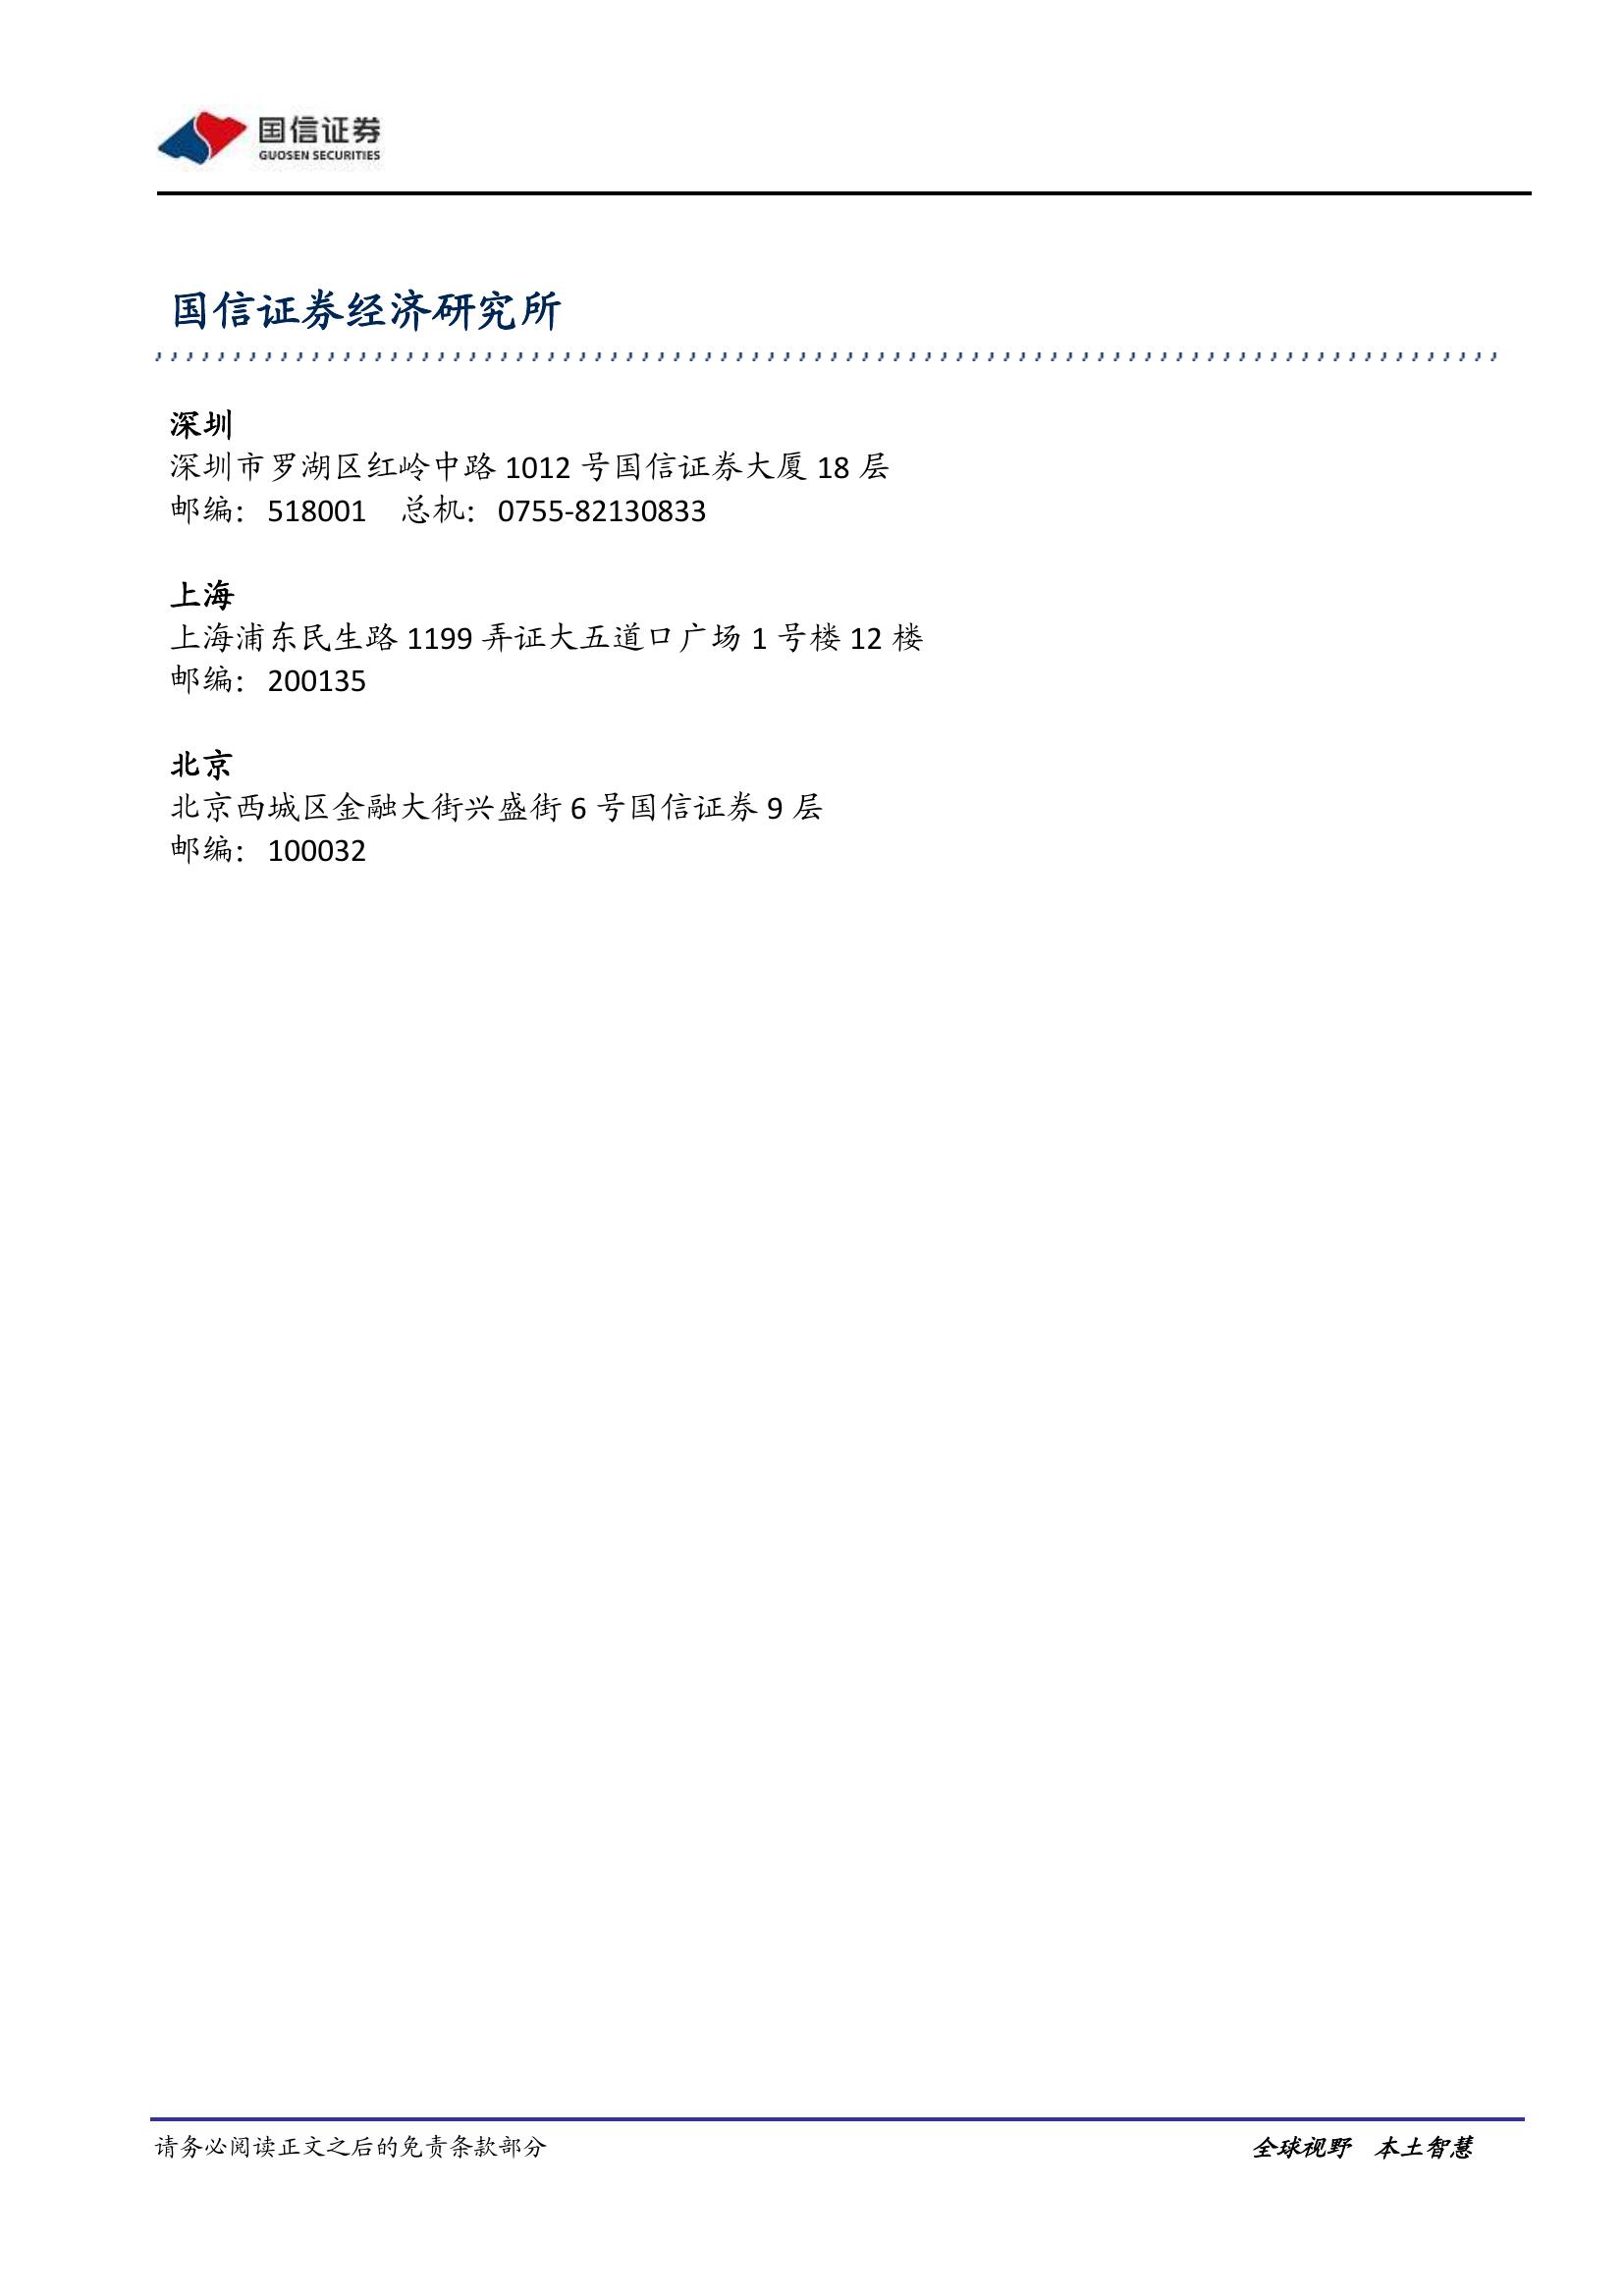 国信证券
GUOSEN SECURITIES
国信证券经济研究所
深圳
深圳市罗湖区红岭中路 1012 号国信证券大厦 18 层
邮编：518001 总机：0755-82130833
上海
上海浦东民生路 1199 弄证大五道口广场 1 号楼 12 楼
邮编：200135
北京
北京西城区金融大街兴盛街 6 号国信证券 9 层
邮编：100032
请务必阅读正文之后的免责条款部分
全球视野 本土智慧